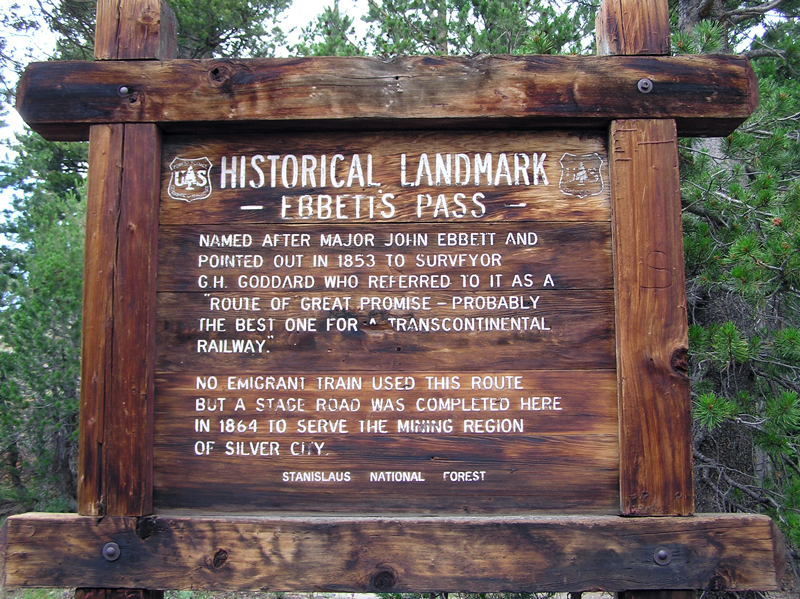 UAS HISTORICAL LANDMARK
— EBBETTS PASS —
NAMED AFTER MAJOR JOHN EBBETT AND
POINTED OUT IN 1853 TO SURVEYOR
G.H. GODDARD WHO REFERRED TO IT AS A
"ROUTE OF GREAT PROMISE – PROBABLY
THE BEST ONE FOR A TRANSCONTINENTAL
RAILWAY."
NO EMIGRANT TRAIN USED THIS ROUTE
BUT A STAGE ROAD WAS COMPLETED HERE
IN 1864 TO SERVE THE MINING REGION
OF SILVER CITY.
STANISLAUS NATIONAL FOREST